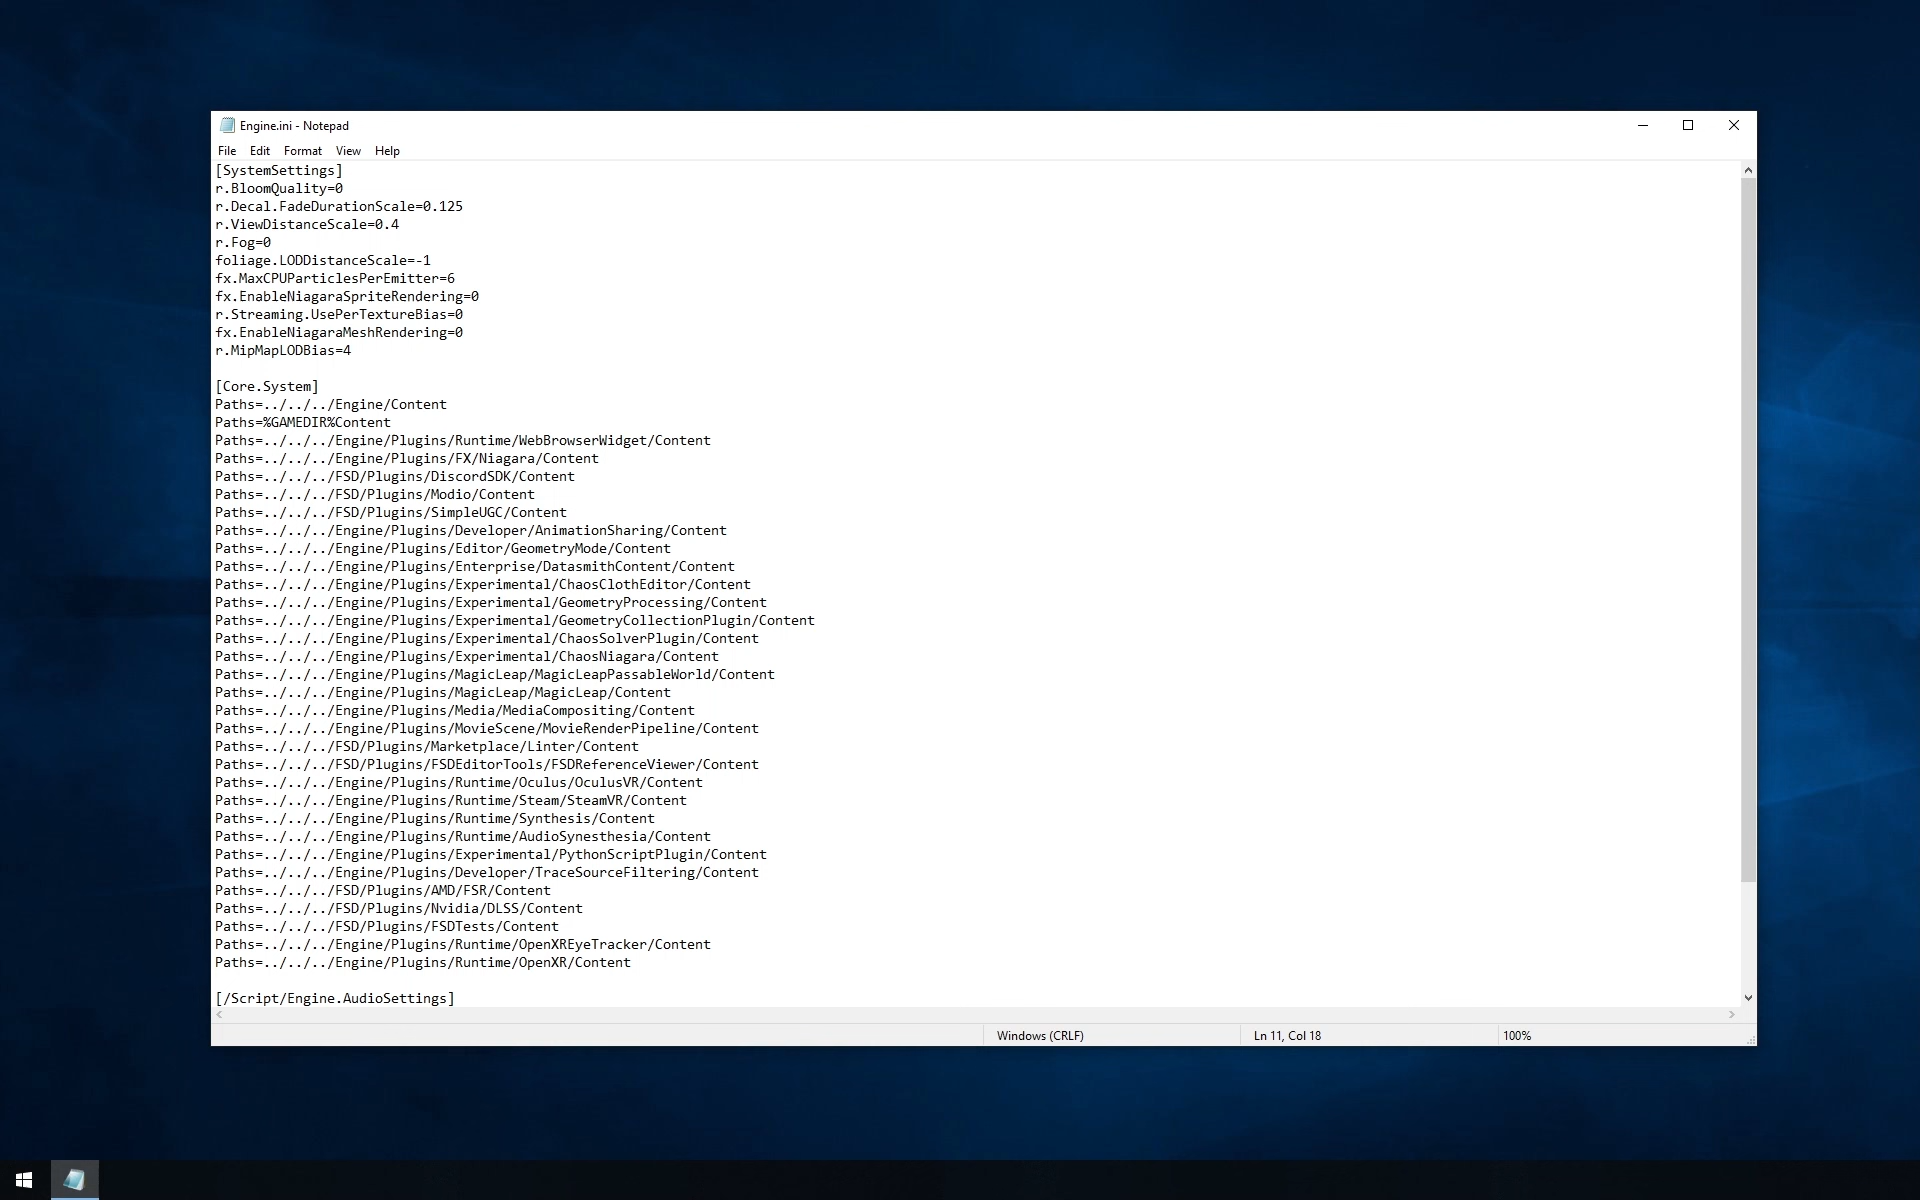 Engine.ini - Notepad
File Edit Format View Help
[SystemSettings]
r.BloomQuality=0
r.Decal.FadeDurationScale=0.125
r.ViewDistanceScale=0.4
r.Fog=0
foliage.LODDistanceScale=-1
fx.MaxCPUParticlesPerEmitter=6
fx.EnableNiagaraSpriteRendering=0
r.Streaming.UsePerTextureBias=0
fx.EnableNiagaraMeshRendering=0
r.MipMapLODBias=4
[Core.System]
Paths=../../../Engine/Content
Paths=%GAMEDIR%Content
Paths=../../../Engine/Plugins/Runtime/WebBrowserWidget/Content
Paths=../../../Engine/Plugins/FX/Niagara/Content
Paths=../../../FSD/Plugins/DiscordSDK/Content
Paths=../../../FSD/Plugins/Modio/Content
Paths=../../../FSD/Plugins/SimpleUGC/Content
Paths=../../../Engine/Plugins/Developer/AnimationSharing/Content
Paths=../../../Engine/Plugins/Editor/GeometryMode/Content
Paths=../../../Engine/Plugins/Enterprise/DatasmithContent/Content
Paths=../../../Engine/Plugins/Experimental/ChaosClothEditor/Content
Paths=../../../Engine/Plugins/Experimental/GeometryProcessing/Content
Paths=../../../Engine/Plugins/Experimental/GeometryCollectionPlugin/Content
Paths=../../../Engine/Plugins/Experimental/ChaosSolverPlugin/Content
Paths=../../../Engine/Plugins/Experimental/ChaosNiagara/Content
Paths=../../../Engine/Plugins/MagicLeap/MagicLeapPassableWorld/Content
Paths=../../../Engine/Plugins/MagicLeap/MagicLeap/Content
Paths=../../../Engine/Plugins/Media/MediaCompositing/Content
Paths=../../../Engine/Plugins/MovieScene/MovieRenderPipeline/Content
Paths=../../../FSD/Plugins/Marketplace/Linter/Content
Paths=../../../FSD/Plugins/FSDEditorTools/FSDReferenceViewer/Content
Paths=../../../Engine/Plugins/Runtime/Oculus/OculusVR/Content
Paths=../../../Engine/Plugins/Runtime/Steam/SteamVR/Content
Paths=../../../Engine/Plugins/Runtime/Synthesis/Content
Paths=../../../Engine/Plugins/Runtime/AudioSynesthesia/Content
Paths=../../../Engine/Plugins/Experimental/PythonScriptPlugin/Content
Paths=../../../Engine/Plugins/Developer/TraceSourceFiltering/Content
Paths=../../../FSD/Plugins/AMD/FSR/Content
Paths=../../../FSD/Plugins/Nvidia/DLSS/Content
Paths=../../../FSD/Plugins/FSDTests/Content
Paths=../../../Engine/Plugins/Runtime/OpenXREyeTracker/Content
Paths=../../../Engine/Plugins/Runtime/OpenXR/Content
[/Script/Engine.AudioSettings]
Windows (CRLF) Ln 11, Col 18 100%